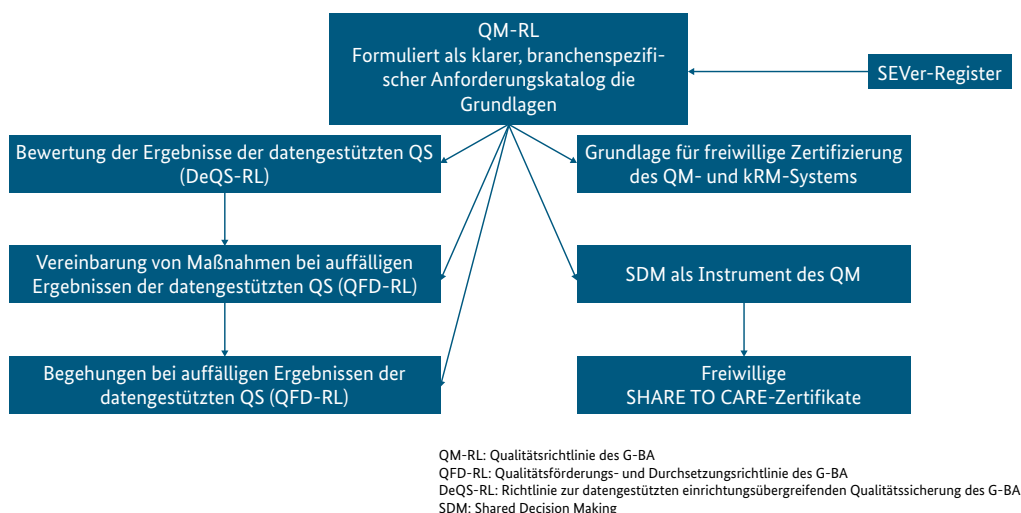 QM-RL
Formuliert als klarer, branchenspezifi-
scher Anforderungskatalog die
Grundlagen
SEVer-Register
Bewertung der Ergebnisse der datengestützten QS
(DeQS-RL)
Grundlage für freiwillige Zertifizierung
des QM- und kRM-Systems
Vereinbarung von Maßnahmen bei auffälligen
Ergebnissen der datengestützten QS (QFD-RL)
SDM als Instrument des QM
Begehungen bei auffälligen Ergebnissen der
datengestützten QS (QFD-RL)
Freiwillige
SHARE TO CARE-Zertifikate
QM-RL: Qualitätsrichtlinie des G-BA
QFD-RL: Qualitätsförderungs- und Durchsetzungsrichtlinie des G-BA
DeQS-RL: Richtlinie zur datengestützten einrichtungsübergreifenden Qualitätssicherung des G-BA
SDM: Shared Decision Making